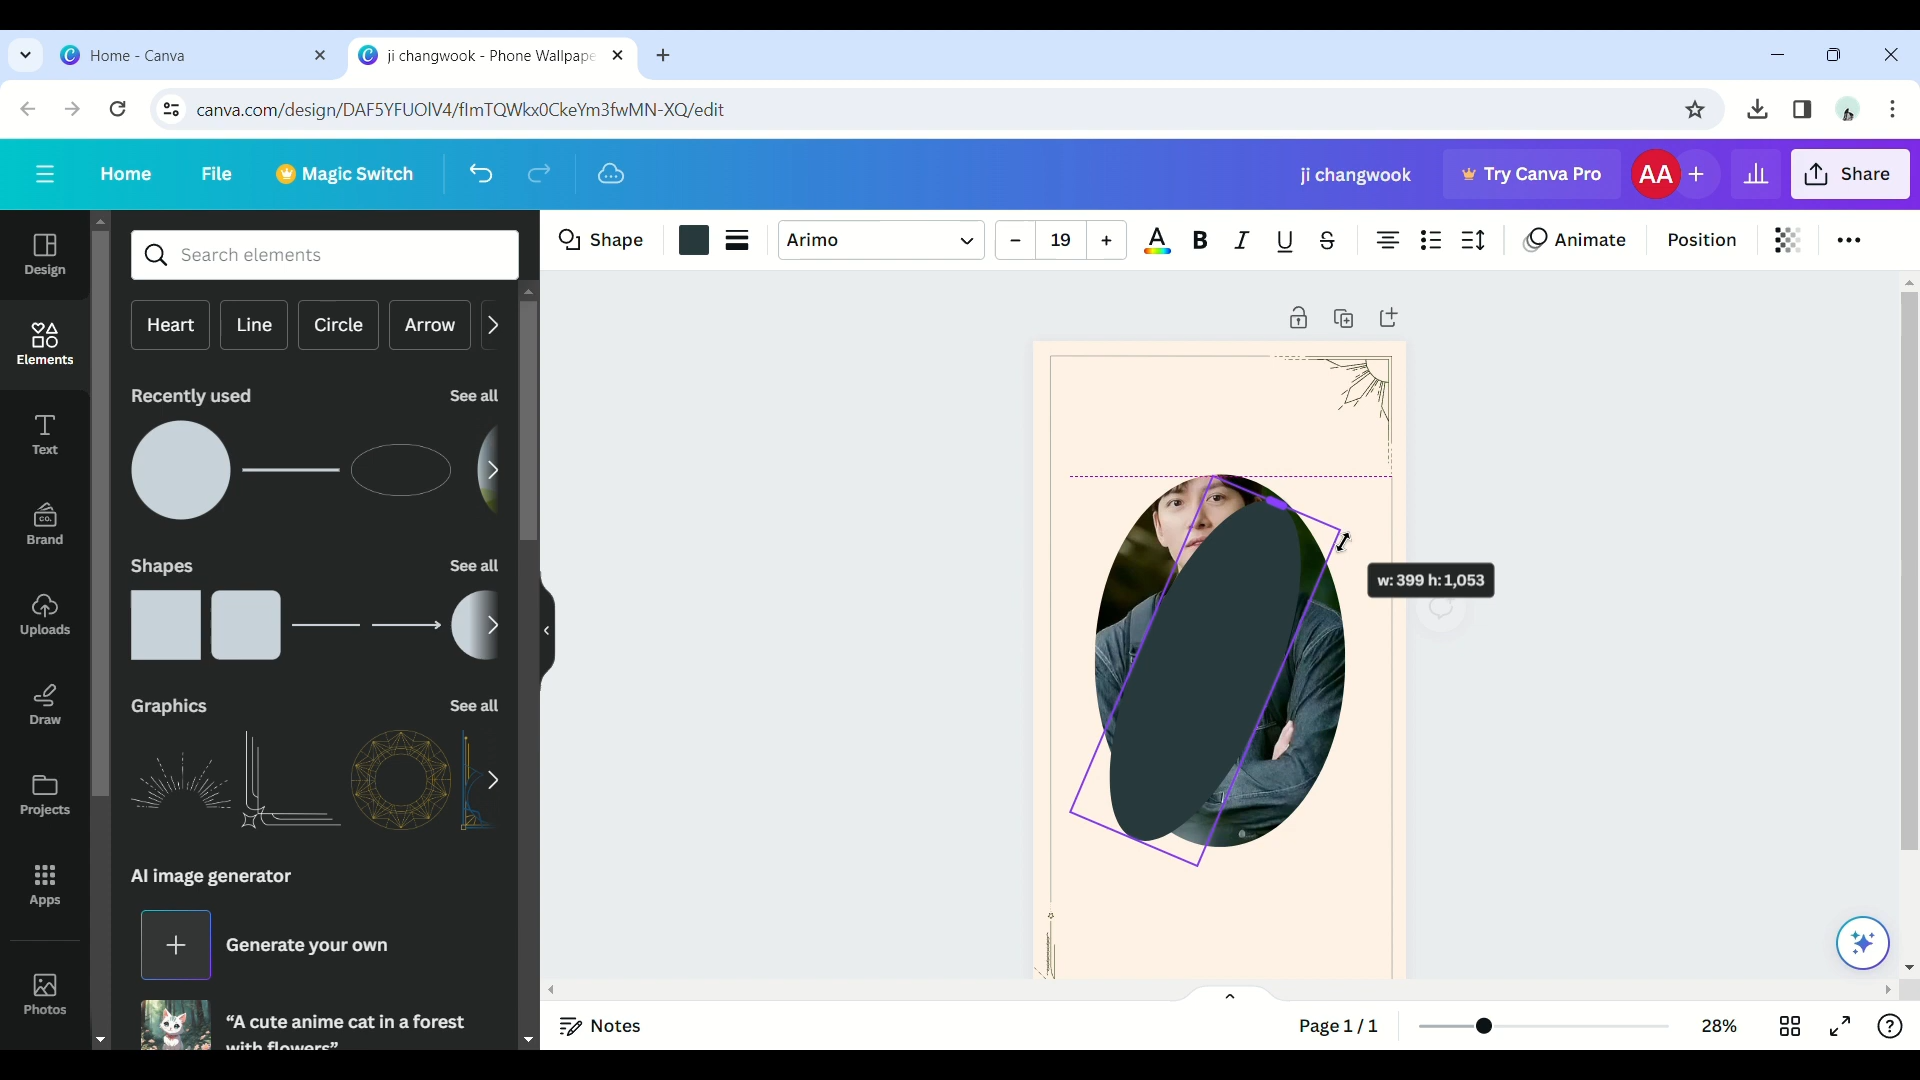 Home - Canva
ji changwook - Phone Wallpape
canva.com/design/DAF5YFUOlV4/flmTQWkx0CkeYm3fwMN-XQ/edit
Home
File
Magic Switch
ji changwook
Try Canva Pro
AA
Share
Design
Elements
Text
Brand
Uploads
Draw
Projects
Apps
Photos
Search elements
Heart
Line
Circle
Arrow
Recently used
See all
Shapes
See all
Graphics
See all
AI image generator
Generate your own
“A cute anime cat in a forest
with flowers”
Shape
Arimo
19
Animate
Position
w: 399 h: 1,053
Notes
Page 1 / 1
28%